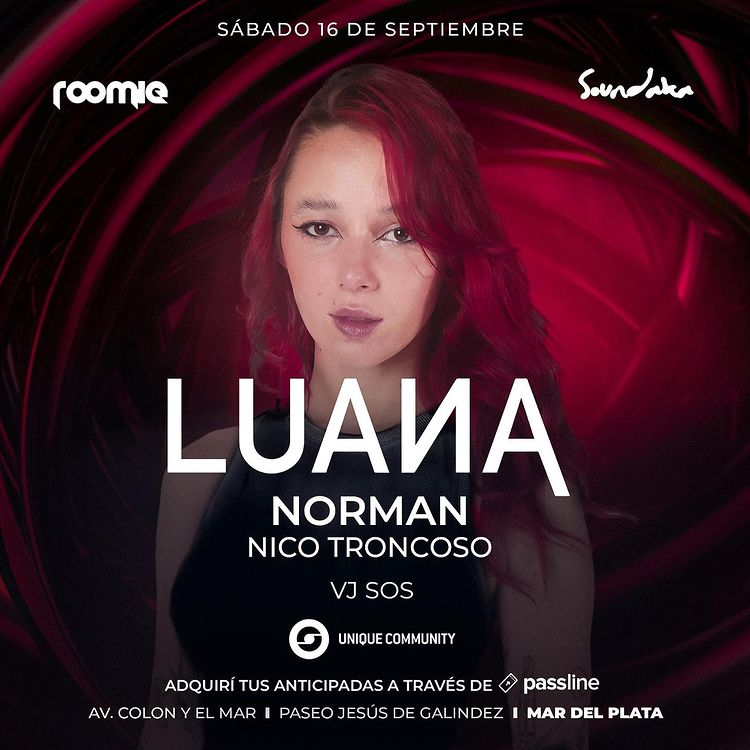 SÁBADO 16 DE SEPTIEMBRE
roomie
Soundaka
LUANA
NORMAN
NICO TRONCOSO
VJ SOS
UNIQUE COMMUNITY
ADQUIRÍ TUS ANTICIPADAS A TRAVÉS DE passline
AV. COLON Y EL MAR I PASEO JESÚS DE GALINDEZ I MAR DEL PLATA